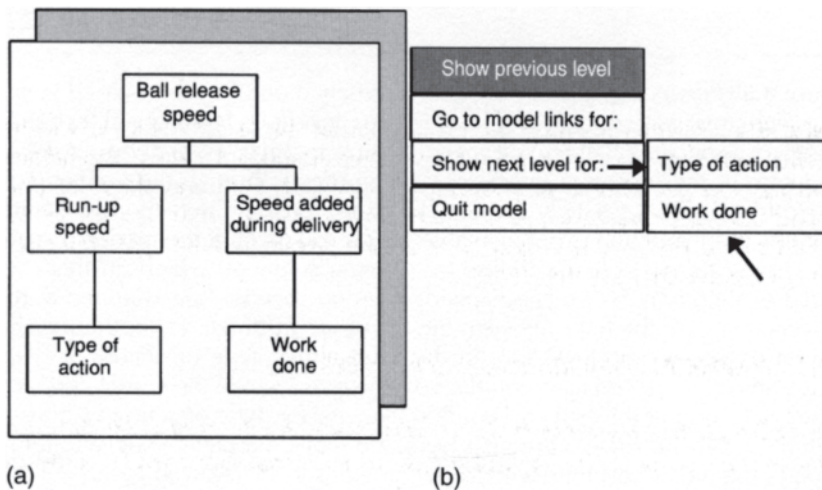 Ball release
speed
Run-up
speed
Speed added
during delivery
Type of
action
Work
done
(a)
Show previous level
Go to model links for:
Show next level for:
Type of action
Quit model
Work done
(b)